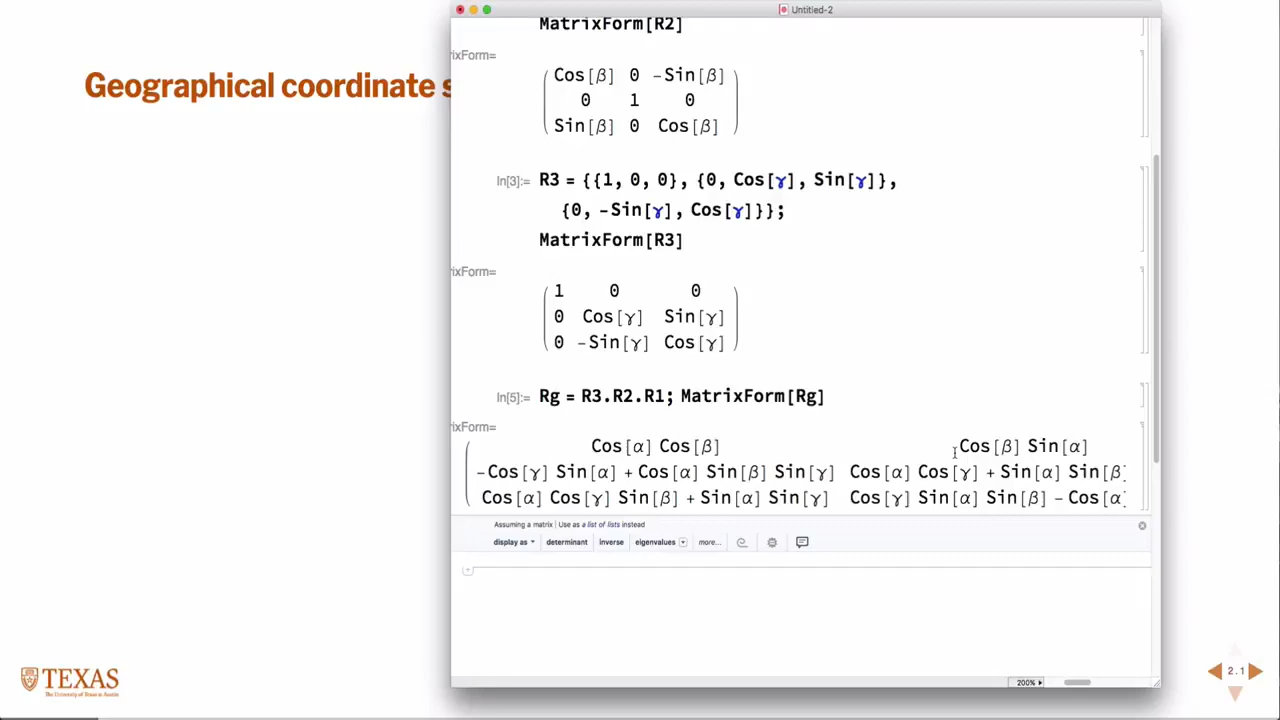 Untitled-2
MatrixForm[R2]
rixForm=
Cos[β] 0 -Sin[β]
0 1 0
Sin[β] 0 Cos[β]
Geographical coordinate s
In[3]:= R3 = {{1, 0, 0}, {0, Cos[γ], Sin[γ]},
{0, -Sin[γ], Cos[γ]}};
MatrixForm[R3]
rixForm=
1 0 0
0 Cos[γ] Sin[γ]
0 -Sin[γ] Cos[γ]
In[5]:= Rg = R3.R2.R1; MatrixForm[Rg]
rixForm=
Cos[α] Cos[β] Cos[β] Sin[α]
-Cos[γ] Sin[α] + Cos[α] Sin[β] Sin[γ] Cos[α] Cos[γ] + Sin[α] Sin[β]
Cos[α] Cos[γ] Sin[β] + Sin[α] Sin[γ] Cos[γ] Sin[α] Sin[β] - Cos[α]
Assuming a matrix | Use as a list of lists instead
display as determinant inverse eigenvalues more...
200%
TEXAS
The University of Texas at Austin
2.1